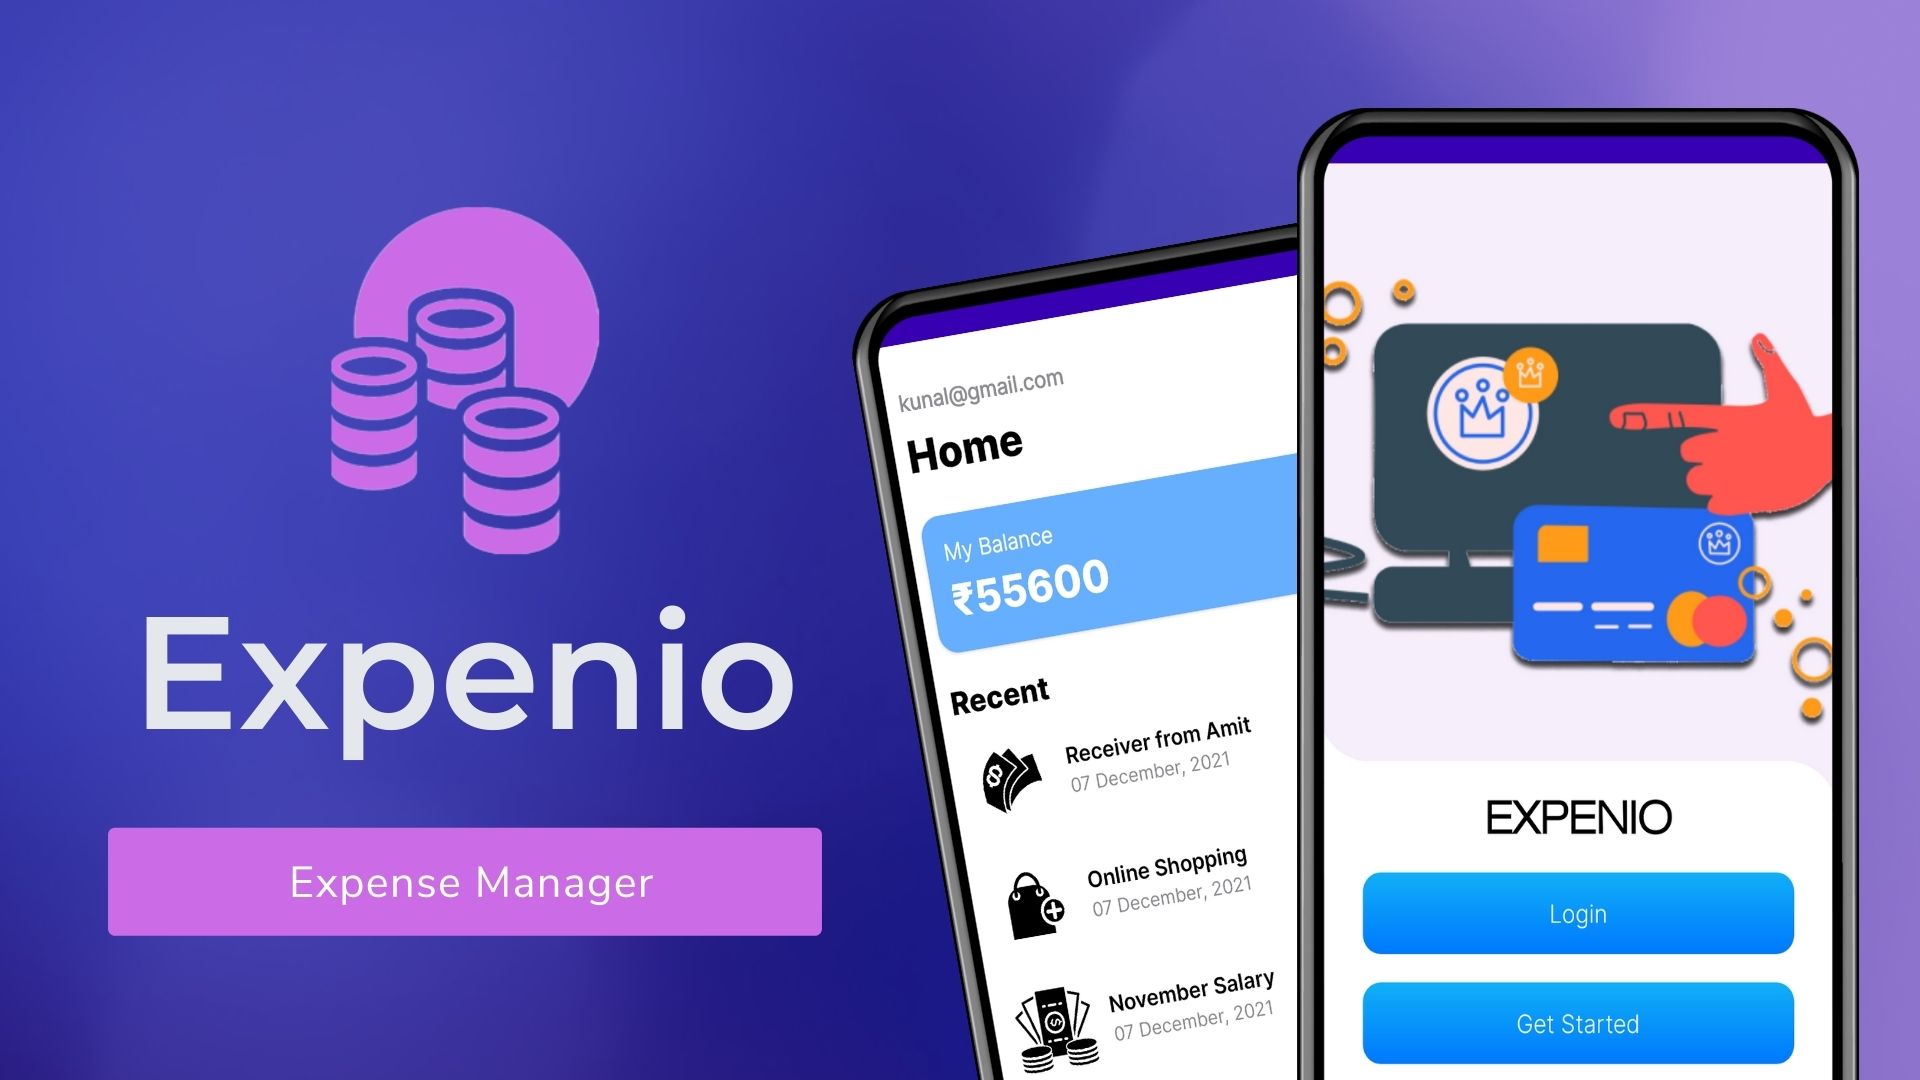 Expenio
Expense Manager
kunal@gmail.com
Home
My Balance
₹55600
Recent
Receiver from Amit
07 December, 2021
Online Shopping
07 December, 2021
November Salary
07 December, 2021
EXPENIO
Login
Get Started